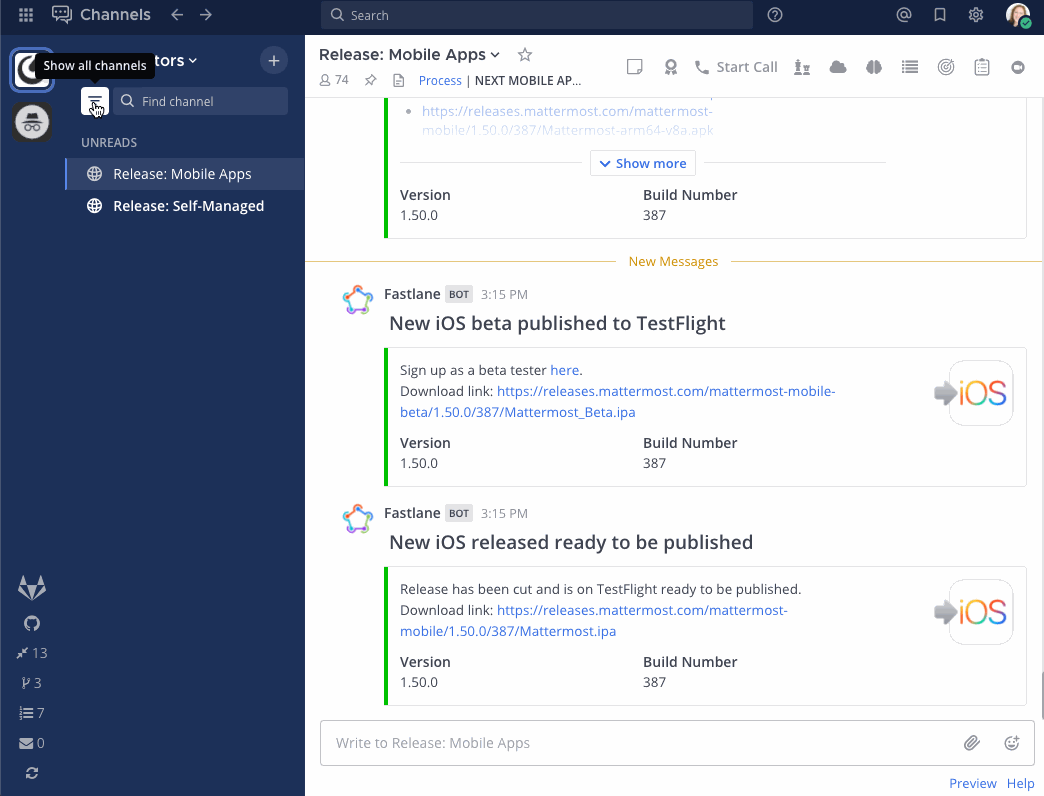 Channels
Search
Show all channels
tors
Find channel
UNREADS
Release: Mobile Apps
Release: Self-Managed
13
3
7
0
Release: Mobile Apps
74
Process | NEXT MOBILE AP...
Start Call
https://releases.mattermost.com/mattermost-
mobile/1.50.0/387/Mattermost-arm64-v8a.apk
Show more
Version Build Number
1.50.0 387
New Messages
Fastlane BOT 3:15 PM
New iOS beta published to TestFlight
Sign up as a beta tester here.
Download link: https://releases.mattermost.com/mattermost-mobile-
beta/1.50.0/387/Mattermost_Beta.ipa
iOS
Version Build Number
1.50.0 387
Fastlane BOT 3:15 PM
New iOS released ready to be published
Release has been cut and is on TestFlight ready to be published.
Download link: https://releases.mattermost.com/mattermost-
mobile/1.50.0/387/Mattermost.ipa
iOS
Version Build Number
1.50.0 387
Write to Release: Mobile Apps
Preview Help